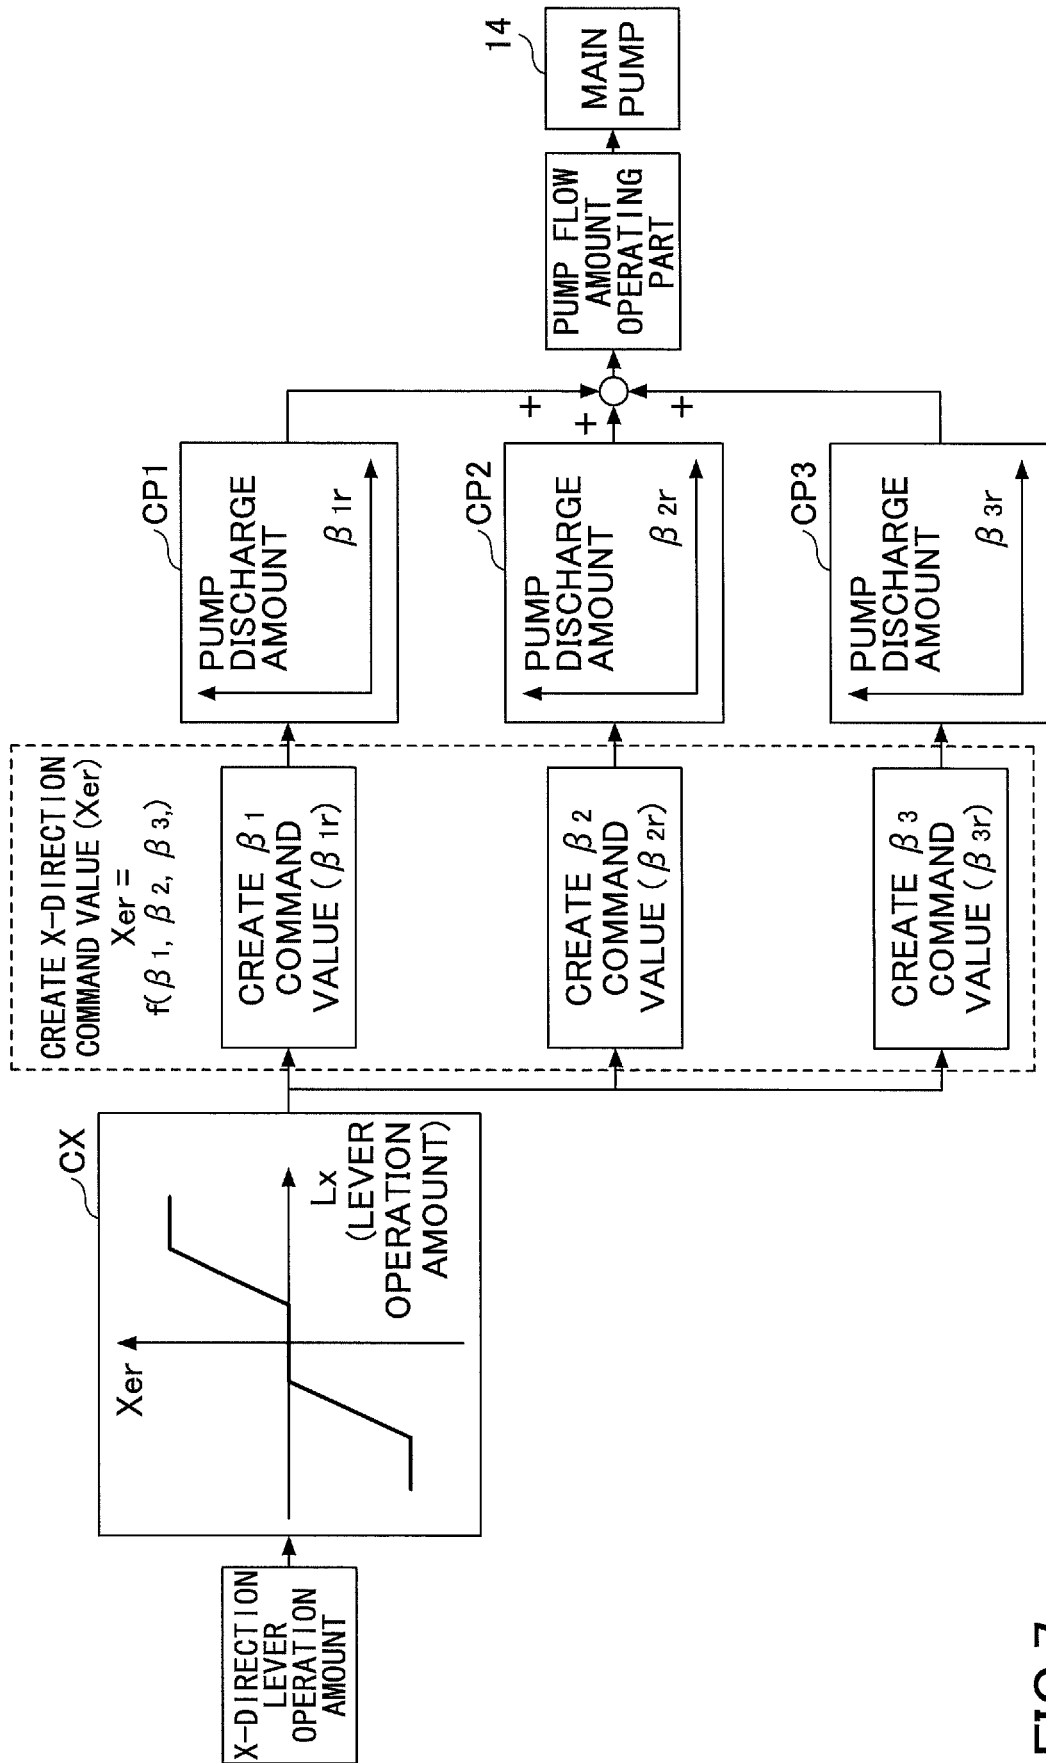 X-DIRECTION
LEVER
OPERATION
AMOUNT
CX
Xer
Lx
(LEVER
OPERATION
AMOUNT)
CREATE X-DIRECTION
COMMAND VALUE (Xer)
Xer =
f(β1, β2, β3,)
CREATE β1
COMMAND
VALUE (β1r)
CREATE β2
COMMAND
VALUE (β2r)
CREATE β3
COMMAND
VALUE (β3r)
CP1
PUMP
DISCHARGE
AMOUNT
β1r
CP2
PUMP
DISCHARGE
AMOUNT
β2r
CP3
PUMP
DISCHARGE
AMOUNT
β3r
+
+
+
PUMP FLOW
AMOUNT
OPERATING
PART
14
MAIN
PUMP
FIG.7